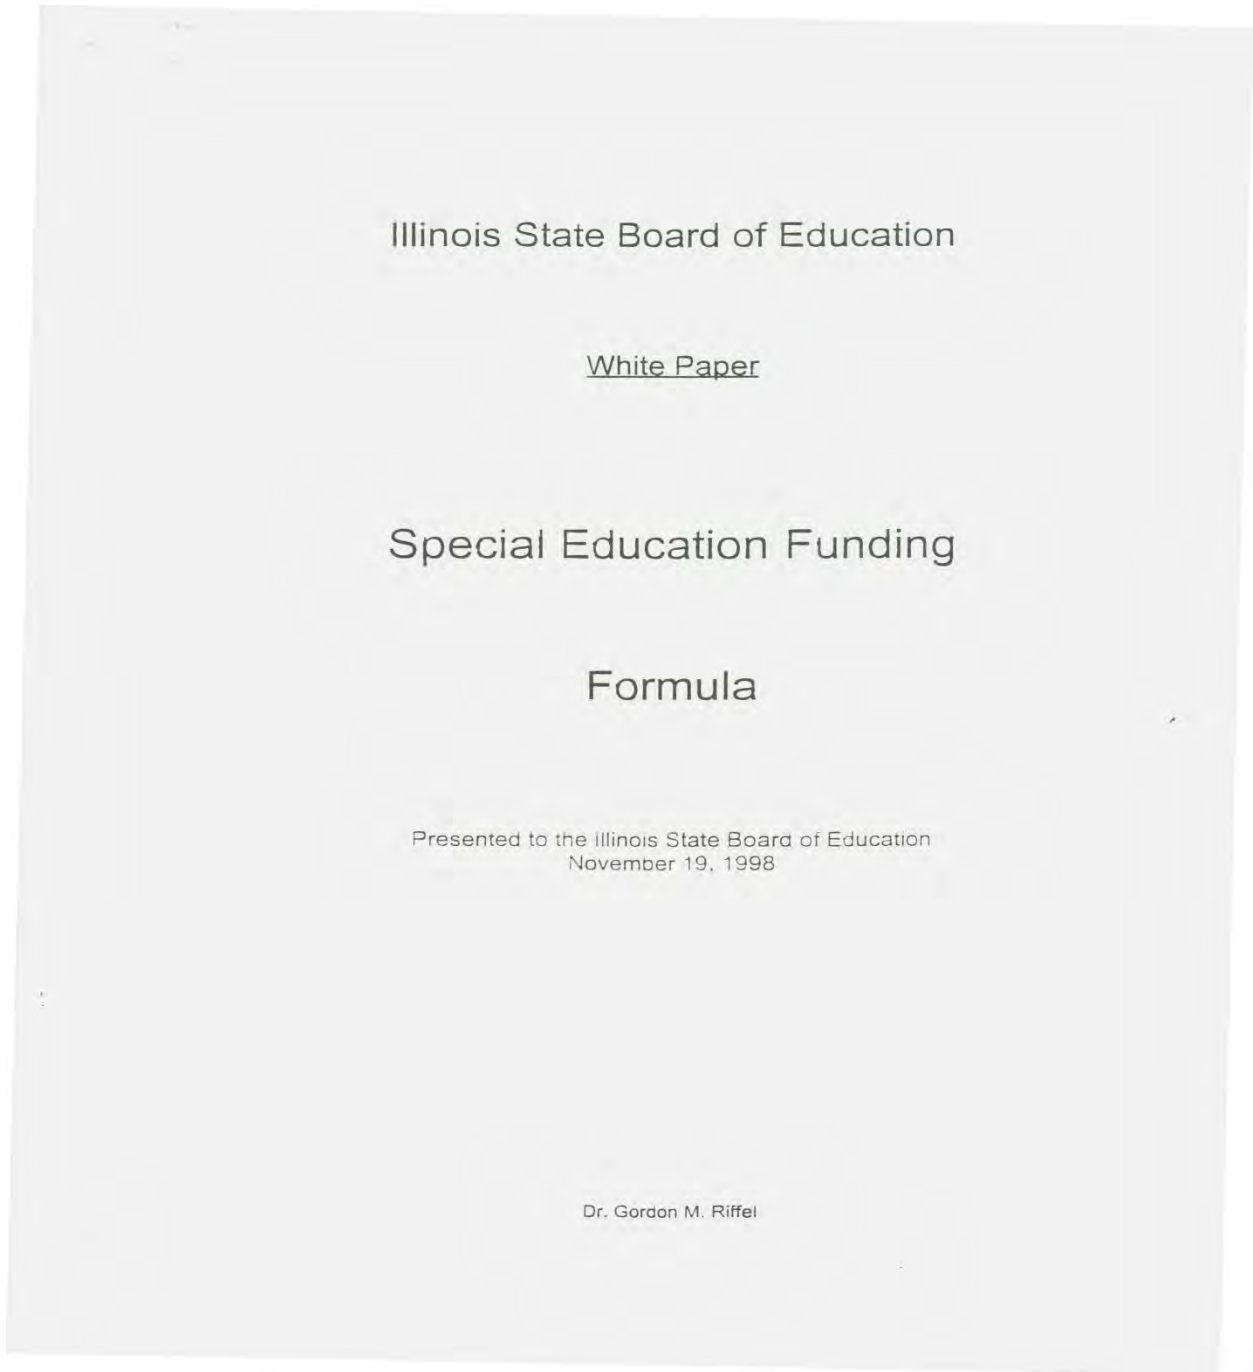 Illinois State Board of Education
White Paper
Special Education Funding
Formula
Presented to the Illinois State Board of Education
November 19, 1998
Dr. Gordon M. Riffel